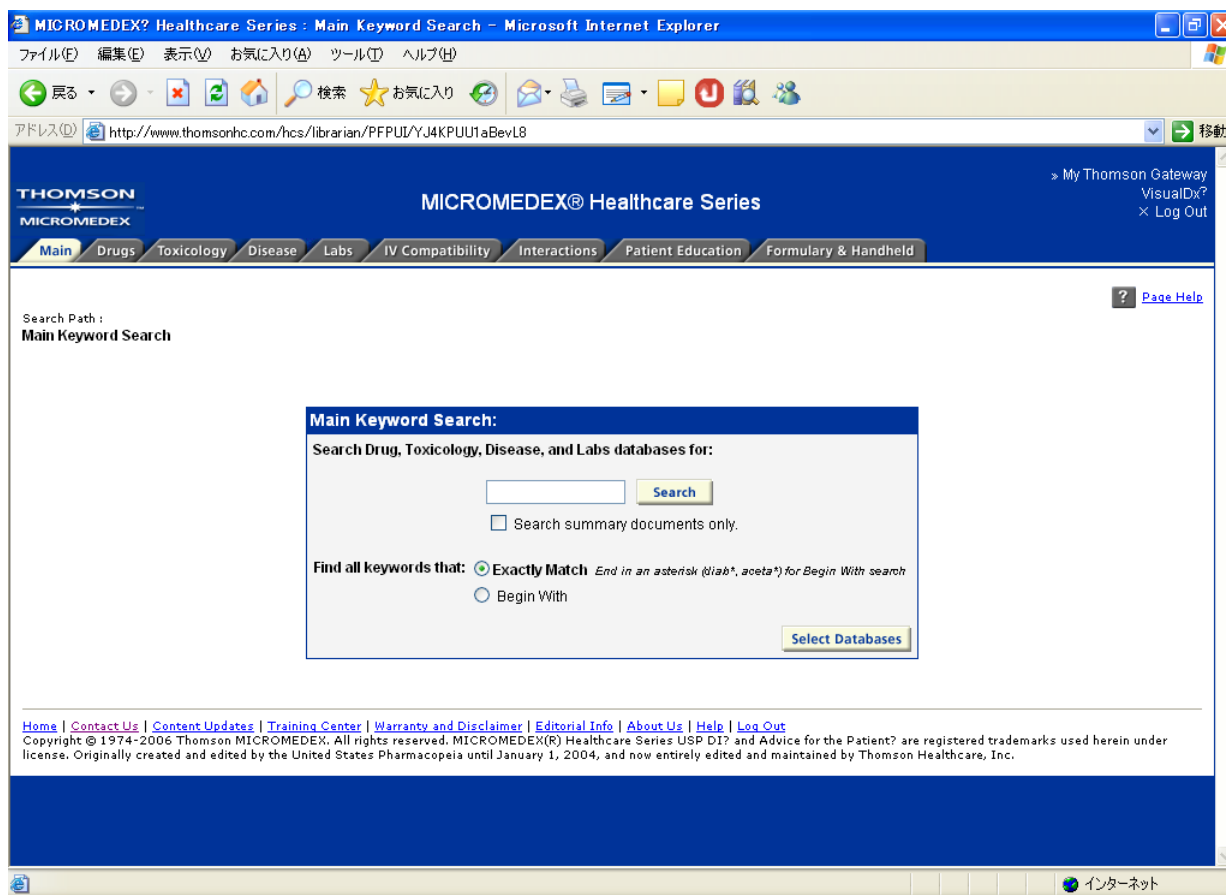 MICROMEDEX? Healthcare Series : Main Keyword Search - Microsoft Internet Explorer
ファイル(F) 編集(E) 表示(V) お気に入り(A) ツール(T) ヘルプ(H)
戻る 検索 お気に入り
アドレス(D) http://www.thomsonhc.com/hcs/librarian/PFPUI/YJ4KPUU1aBevL8 移動
» My Thomson Gateway
VisualDx?
× Log Out
THOMSON
MICROMEDEX
MICROMEDEX® Healthcare Series
Main Drugs Toxicology Disease Labs IV Compatibility Interactions Patient Education Formulary & Handheld
? Page Help
Search Path :
Main Keyword Search
Main Keyword Search:
Search Drug, Toxicology, Disease, and Labs databases for:
Search
Search summary documents only.
Find all keywords that: Exactly Match End in an asterisk (diab*, aceta*) for Begin With search
Begin With
Select Databases
Home | Contact Us | Content Updates | Training Center | Warranty and Disclaimer | Editorial Info | About Us | Help | Log Out
Copyright © 1974-2006 Thomson MICROMEDEX. All rights reserved. MICROMEDEX(R) Healthcare Series USP DI? and Advice for the Patient? are registered trademarks used herein under
license. Originally created and edited by the United States Pharmacopeia until January 1, 2004, and now entirely edited and maintained by Thomson Healthcare, Inc.
インターネット